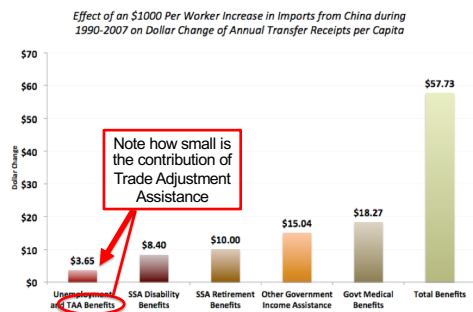 Effect of an $1000 Per Worker Increase in Imports from China during
1990-2007 on Dollar Change of Annual Transfer Receipts per Capita
$70
$60
$50
$40
$30
$20
$10
$0
Dollar Change
$3.65
$8.40
$10.00
$15.04
$18.27
$57.73
Note how small is
the contribution of
Trade Adjustment
Assistance
Unemployment
and TAA Benefits
SSA Disability
Benefits
SSA Retirement
Benefits
Other Government
Income Assistance
Govt Medical
Benefits
Total Benefits